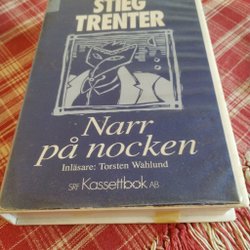 STIEG
TRENTER
Narr
på nocken
Inläsare: Torsten Wahlund
SRF Kassettbok AB